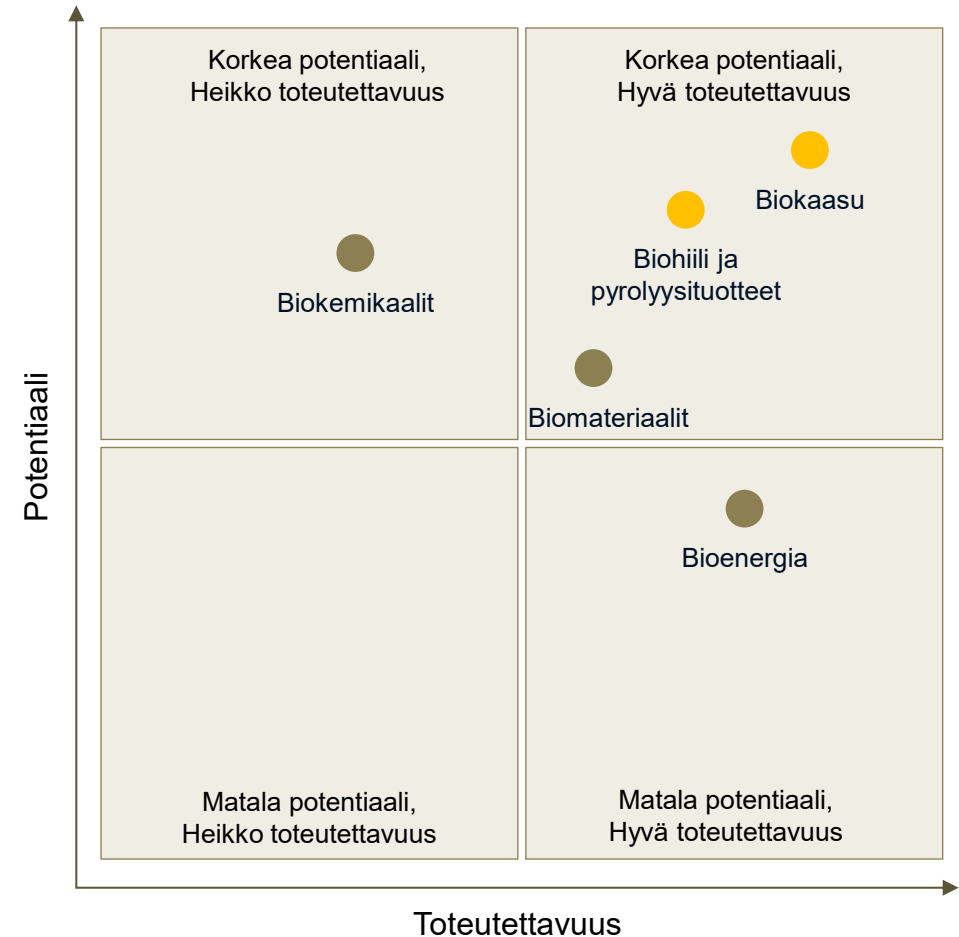 Korkea potentiaali,
Heikko toteutettavuus
Korkea potentiaali,
Hyvä toteutettavuus
Biokaasu
Biohiili ja
pyrolyysituotteet
Biokemikaalit
Biomateriaalit
Potentiaali
Bioenergia
Matala potentiaali,
Heikko toteutettavuus
Matala potentiaali,
Hyvä toteutettavuus
Toteutettavuus